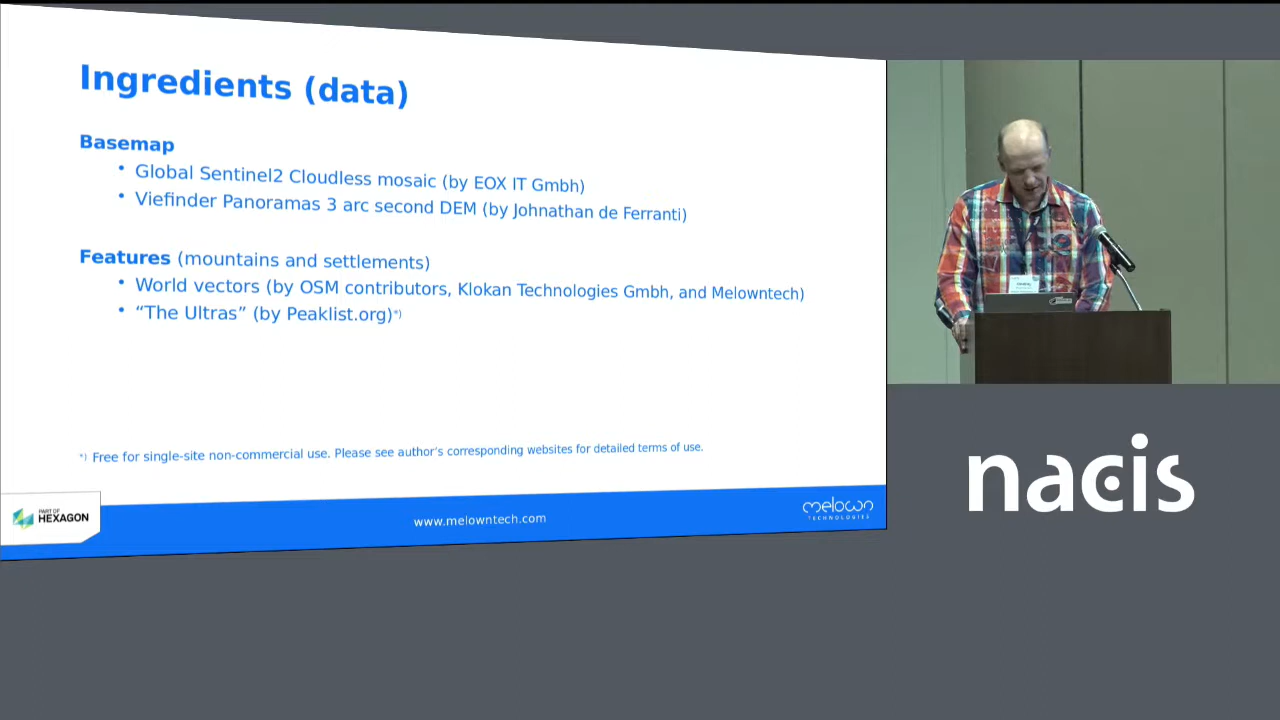 Ingredients (data)
Basemap
• Global Sentinel2 Cloudless mosaic (by EOX IT Gmbh)
• Viefinder Panoramas 3 arc second DEM (by Johnathan de Ferranti)
Features (mountains and settlements)
• World vectors (by OSM contributors, Klokan Technologies Gmbh, and Melowntech)
• “The Ultras” (by Peaklist.org)*)
*) Free for single-site non-commercial use. Please see author’s corresponding websites for detailed terms of use.
PART OF
HEXAGON
www.melowntech.com
melown
TECHNOLOGIES
nacis